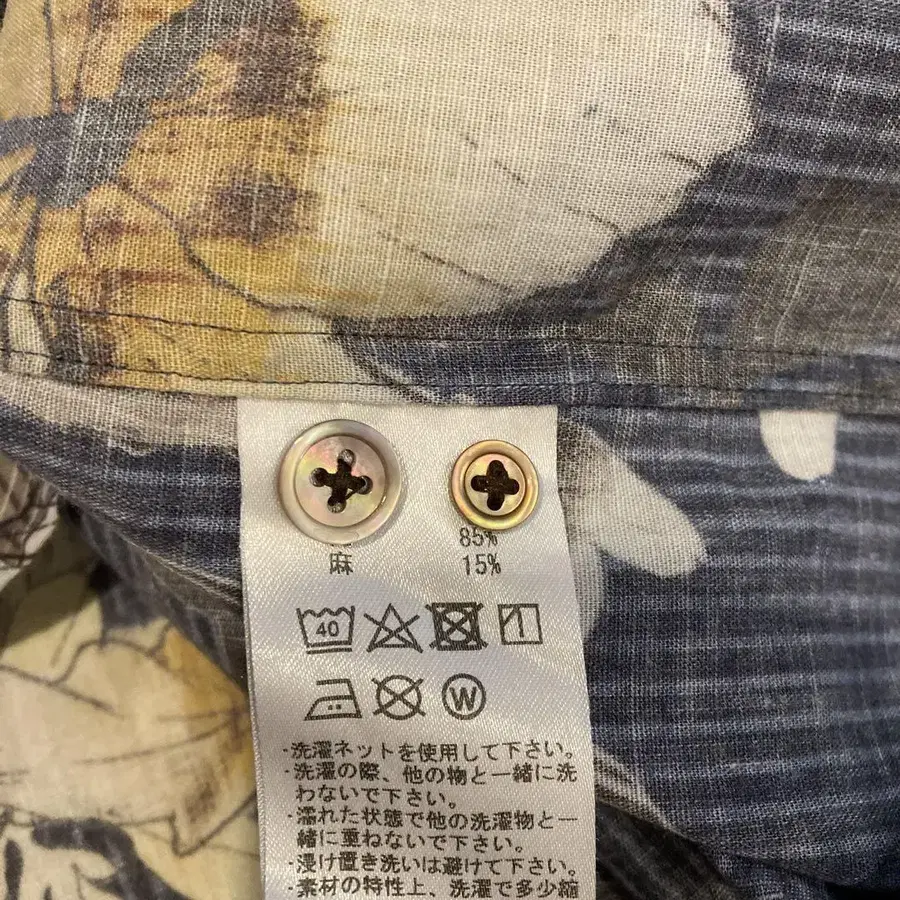 85%
麻 15%
40
W
・洗濯ネットを使用して下さい。
・洗濯の際、他の物と一緒に洗
わないで下さい。
・濡れた状態で他の洗濯物と一
緒に重ねないで下さい。
・浸け置き洗いは避けて下さい。
・素材の特性上、洗濯で多少縮